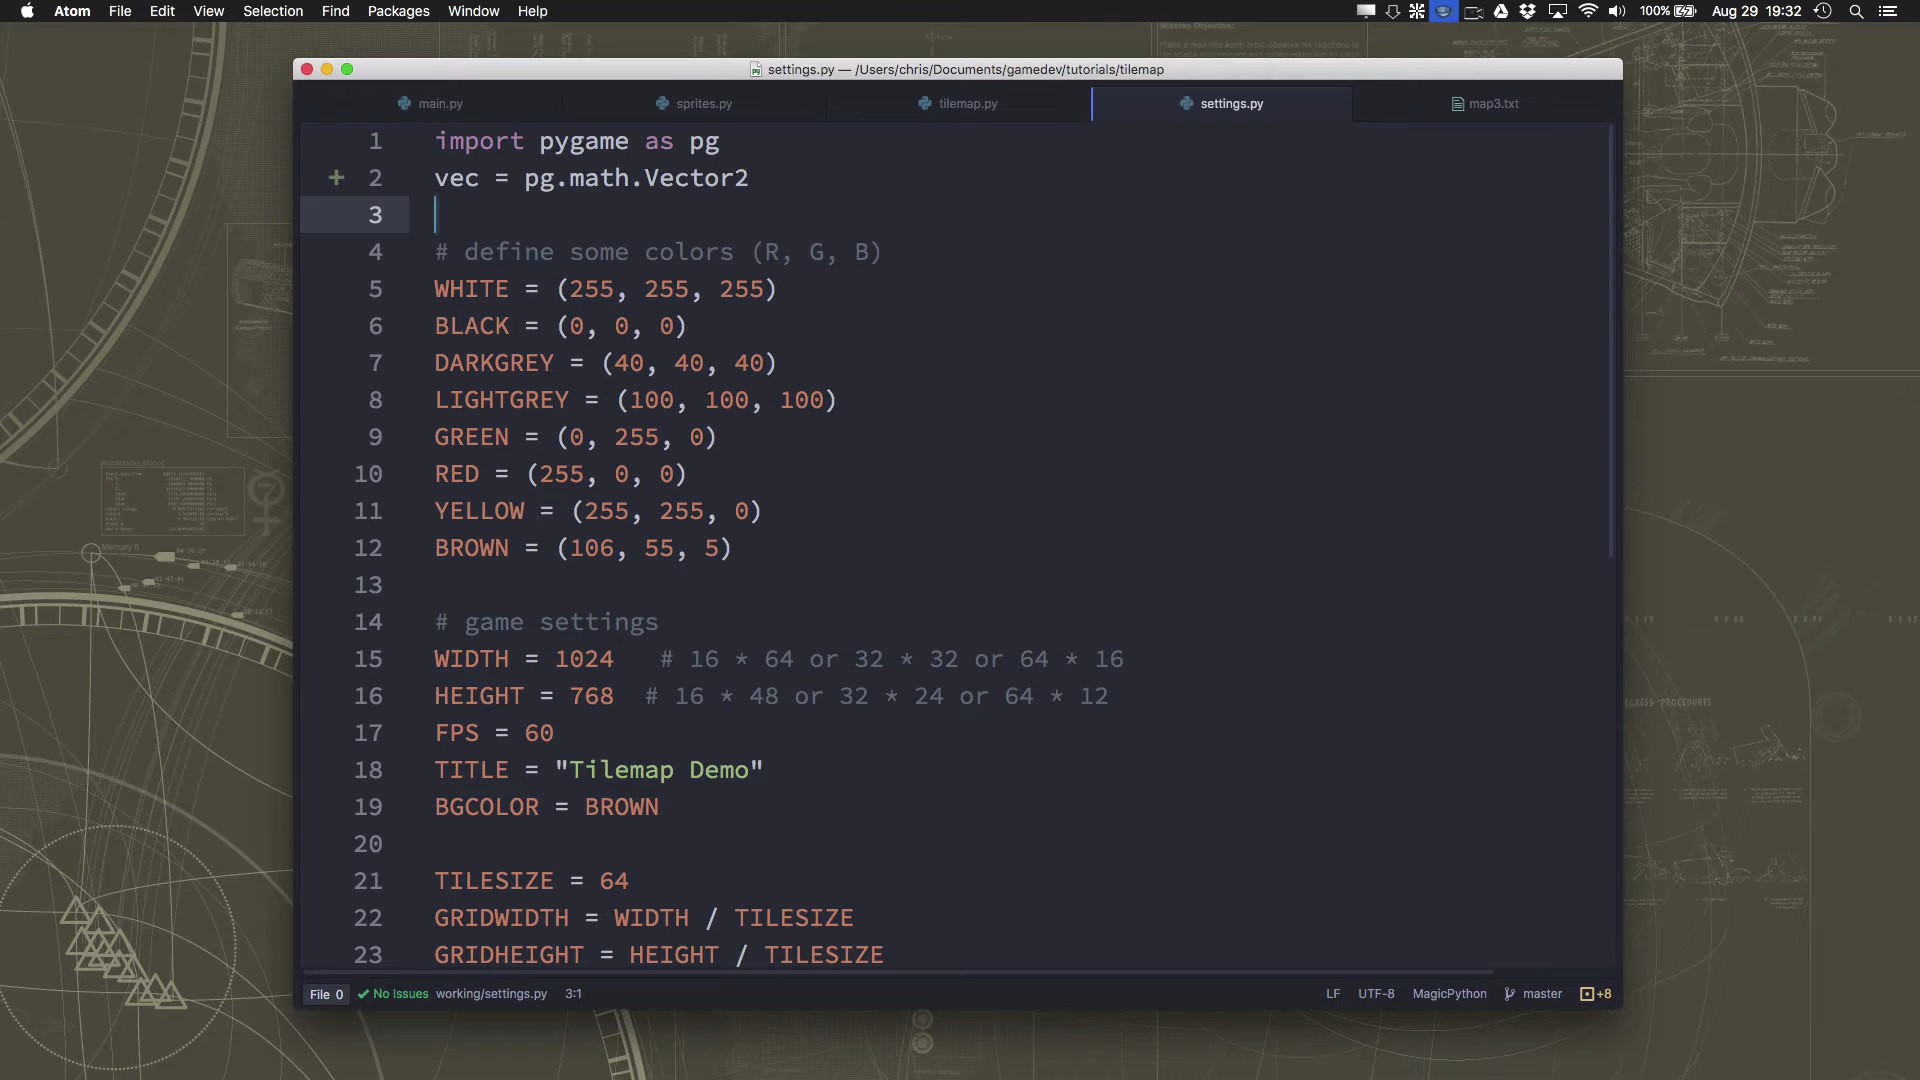 Atom File Edit View Selection Find Packages Window Help 100% Aug 29 19:32
settings.py — /Users/chris/Documents/gamedev/tutorials/tilemap
main.py sprites.py tilemap.py settings.py map3.txt
1 import pygame as pg
+ 2 vec = pg.math.Vector2
3
4 # define some colors (R, G, B)
5 WHITE = (255, 255, 255)
6 BLACK = (0, 0, 0)
7 DARKGREY = (40, 40, 40)
8 LIGHTGREY = (100, 100, 100)
9 GREEN = (0, 255, 0)
10 RED = (255, 0, 0)
11 YELLOW = (255, 255, 0)
12 BROWN = (106, 55, 5)
13
14 # game settings
15 WIDTH = 1024 # 16 * 64 or 32 * 32 or 64 * 16
16 HEIGHT = 768 # 16 * 48 or 32 * 24 or 64 * 12
17 FPS = 60
18 TITLE = "Tilemap Demo"
19 BGCOLOR = BROWN
20
21 TILESIZE = 64
22 GRIDWIDTH = WIDTH / TILESIZE
23 GRIDHEIGHT = HEIGHT / TILESIZE
File 0 No Issues working/settings.py 3:1 LF UTF-8 MagicPython master +8
Mission Objective:
Mercury 6
PROCEDURES